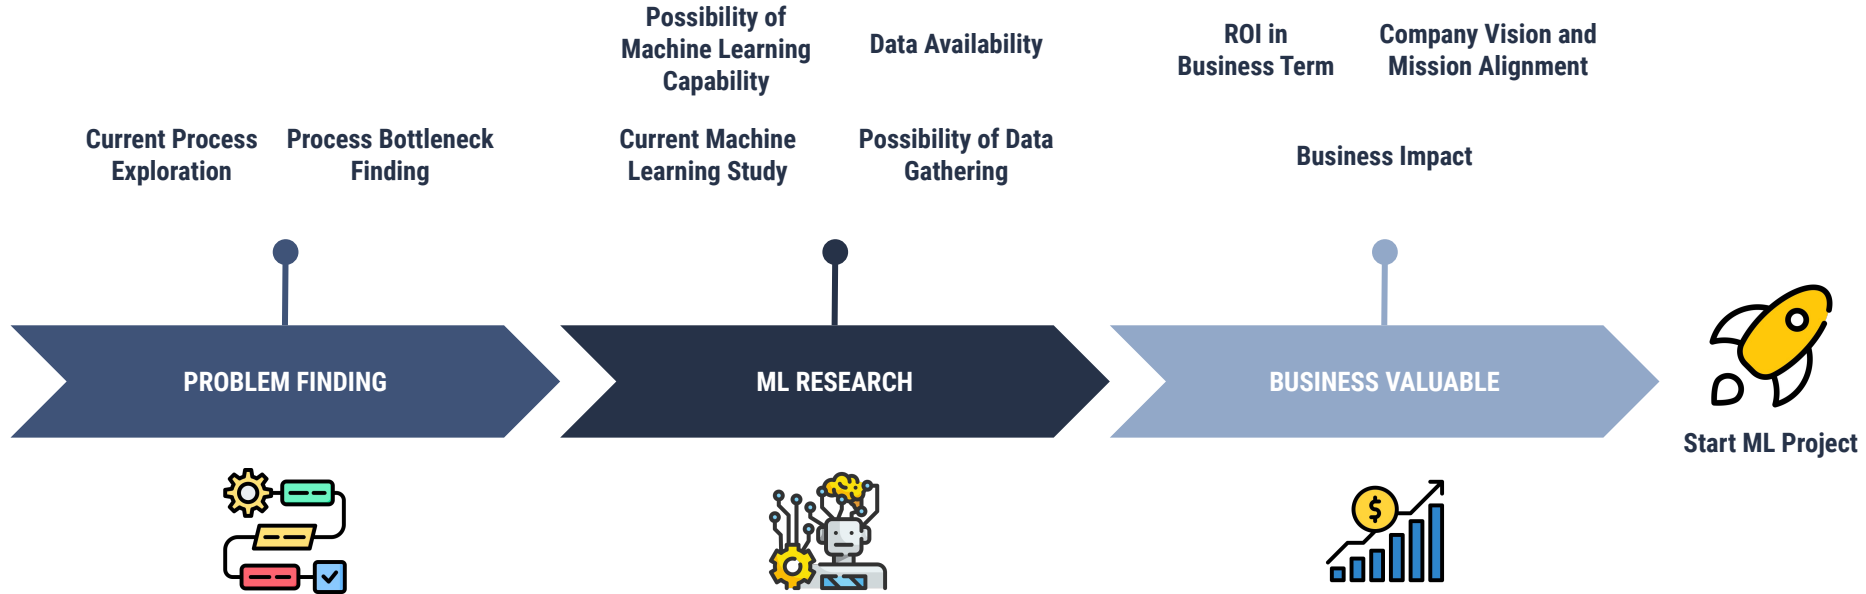 Current Process
Exploration
Process Bottleneck
Finding
Possibility of
Machine Learning
Capability
Data Availability
Current Machine
Learning Study
Possibility of Data
Gathering
ROI in
Business Term
Company Vision and
Mission Alignment
Business Impact
PROBLEM FINDING
ML RESEARCH
BUSINESS VALUABLE
Start ML Project
$